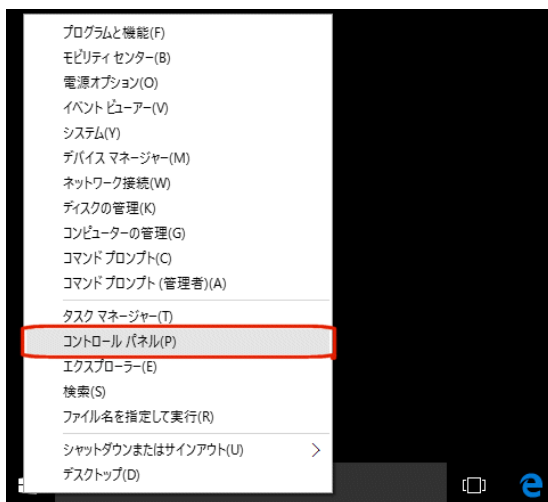 プログラムと機能(F)
モビリティ センター(B)
電源オプション(O)
イベント ビューアー(V)
システム(Y)
デバイス マネージャー(M)
ネットワーク接続(W)
ディスクの管理(K)
コンピューターの管理(G)
コマンド プロンプト(C)
コマンド プロンプト (管理者)(A)
タスク マネージャー(T)
コントロール パネル(P)
エクスプローラー(E)
検索(S)
ファイル名を指定して実行(R)
シャットダウンまたはサインアウト(U)
デスクトップ(D)